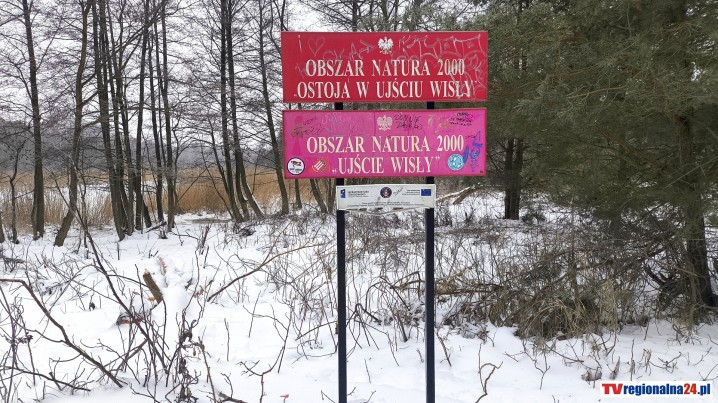 OBSZAR NATURA 2000
OSTOJA W UJŚCIU WISŁY
OBSZAR NATURA 2000
„UJŚCIE WISŁY”
TVregionalna24.pl